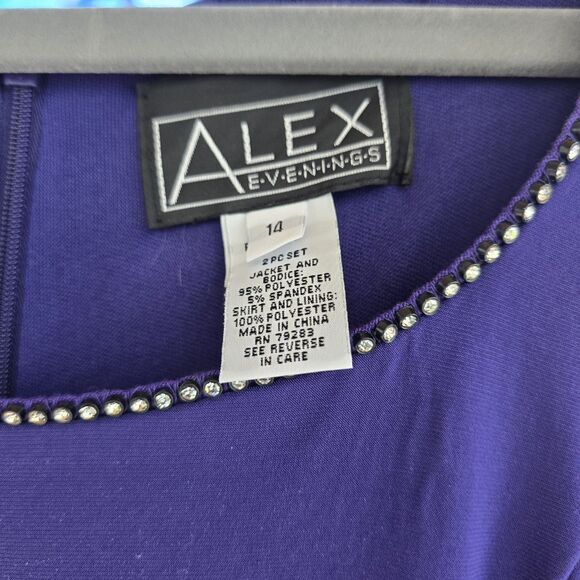 ALEX
E·V·E·N·I·N·G·S
14
2 PC SET
JACKET AND
BODICE:
95% POLYESTER
5% SPANDEX
SKIRT AND LINING:
100% POLYESTER
MADE IN CHINA
RN 79283
SEE REVERSE
IN CARE